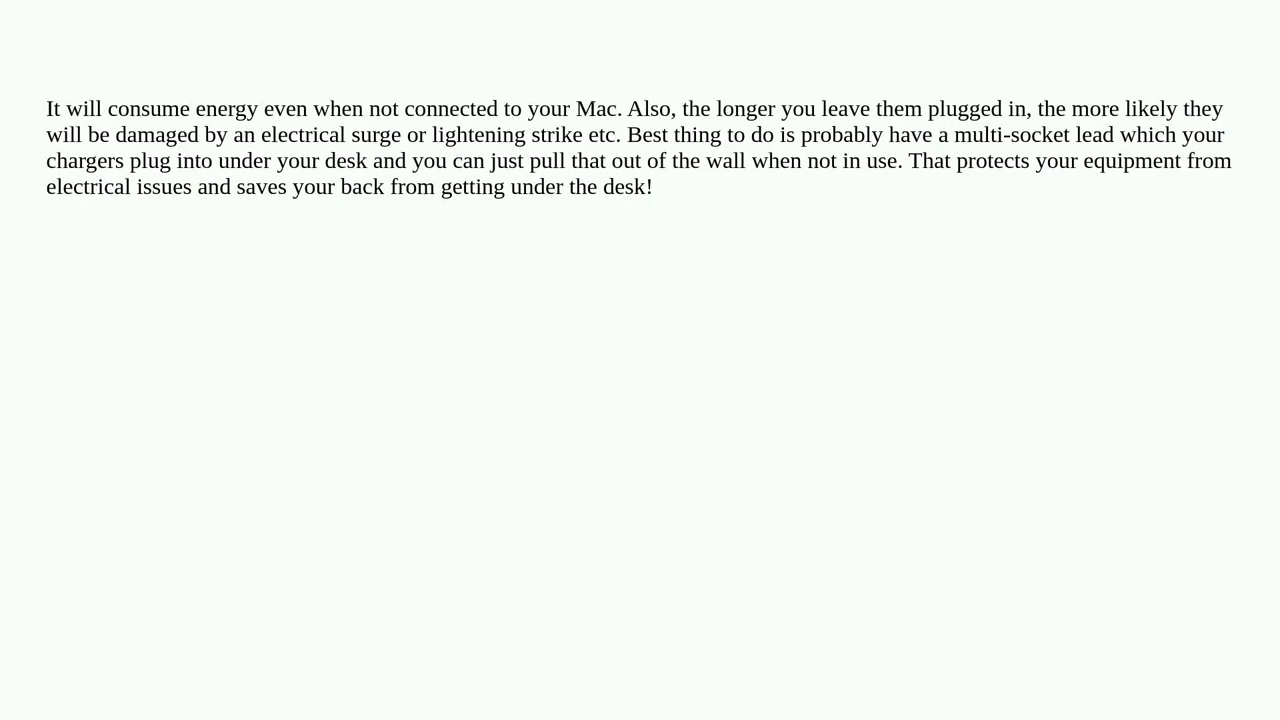 It will consume energy even when not connected to your Mac. Also, the longer you leave them plugged in, the more likely they
will be damaged by an electrical surge or lightening strike etc. Best thing to do is probably have a multi-socket lead which your
chargers plug into under your desk and you can just pull that out of the wall when not in use. That protects your equipment from
electrical issues and saves your back from getting under the desk!